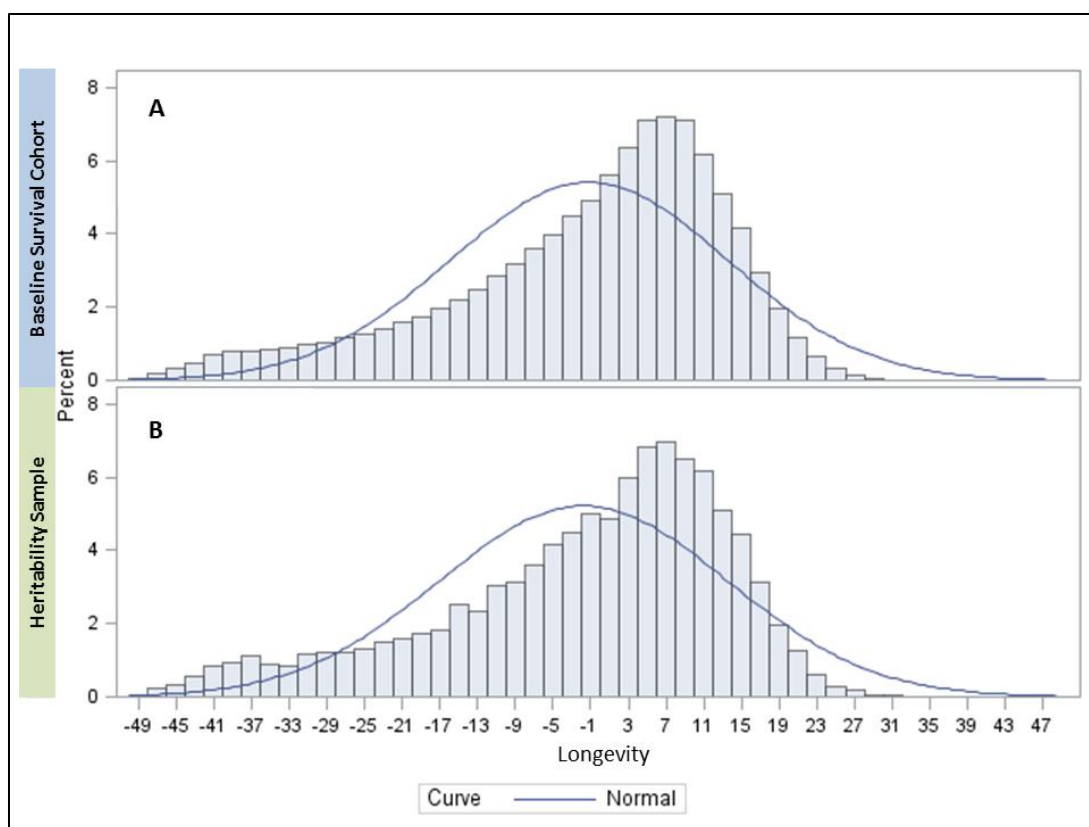 Baseline Survival Cohort
Heritability Sample
Percent
A
8
6
4
2
0
B
8
6
4
2
0
-49 -45 -41 -37 -33 -29 -25 -21 -17 -13 -9 -5 -1 3 7 11 15 19 23 27 31 35 39 43 47
Longevity
Curve Normal